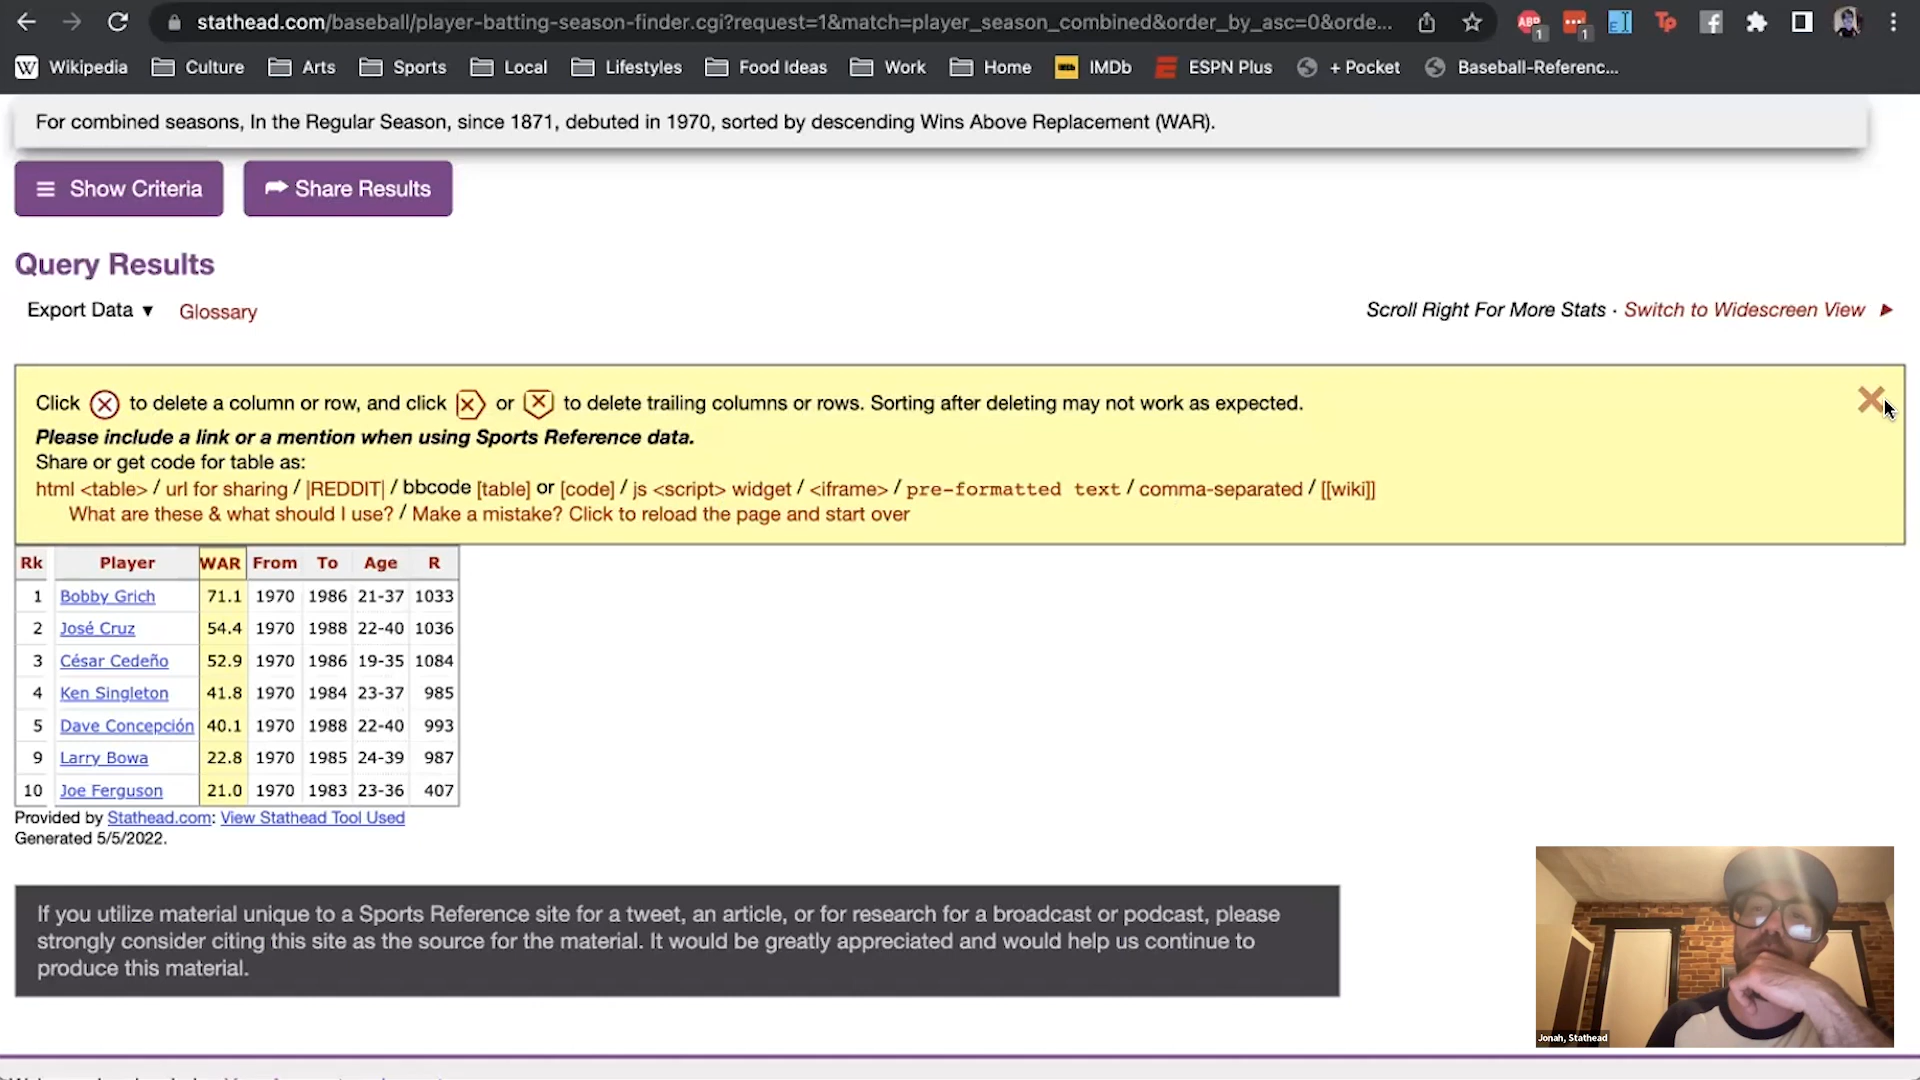 stathead.com/baseball/player-batting-season-finder.cgi?request=1&match=player_season_combined&order_by_asc=0&orde...
ABP 1 1 Tp
W Wikipedia Culture Arts Sports Local Lifestyles Food Ideas Work Home IMDb ESPN Plus + Pocket Baseball-Referenc...
For combined seasons, In the Regular Season, since 1871, debuted in 1970, sorted by descending Wins Above Replacement (WAR).
Show Criteria Share Results
Query Results
Export Data ▼ Glossary Scroll Right For More Stats · Switch to Widescreen View ►
Click to delete a column or row, and click or to delete trailing columns or rows. Sorting after deleting may not work as expected.
Please include a link or a mention when using Sports Reference data.
Share or get code for table as:
html <table> / url for sharing / |REDDIT| / bbcode [table] or [code] / js <script> widget / <iframe> / pre-formatted text / comma-separated / [[wiki]]
What are these & what should I use? / Make a mistake? Click to reload the page and start over
Rk Player WAR From To Age R
1 Bobby Grich 71.1 1970 1986 21-37 1033
2 José Cruz 54.4 1970 1988 22-40 1036
3 César Cedeño 52.9 1970 1986 19-35 1084
4 Ken Singleton 41.8 1970 1984 23-37 985
5 Dave Concepción 40.1 1970 1988 22-40 993
9 Larry Bowa 22.8 1970 1985 24-39 987
10 Joe Ferguson 21.0 1970 1983 23-36 407
Provided by Stathead.com: View Stathead Tool Used
Generated 5/5/2022.
If you utilize material unique to a Sports Reference site for a tweet, an article, or for research for a broadcast or podcast, please
strongly consider citing this site as the source for the material. It would be greatly appreciated and would help us continue to
produce this material.
Jonah, Stathead